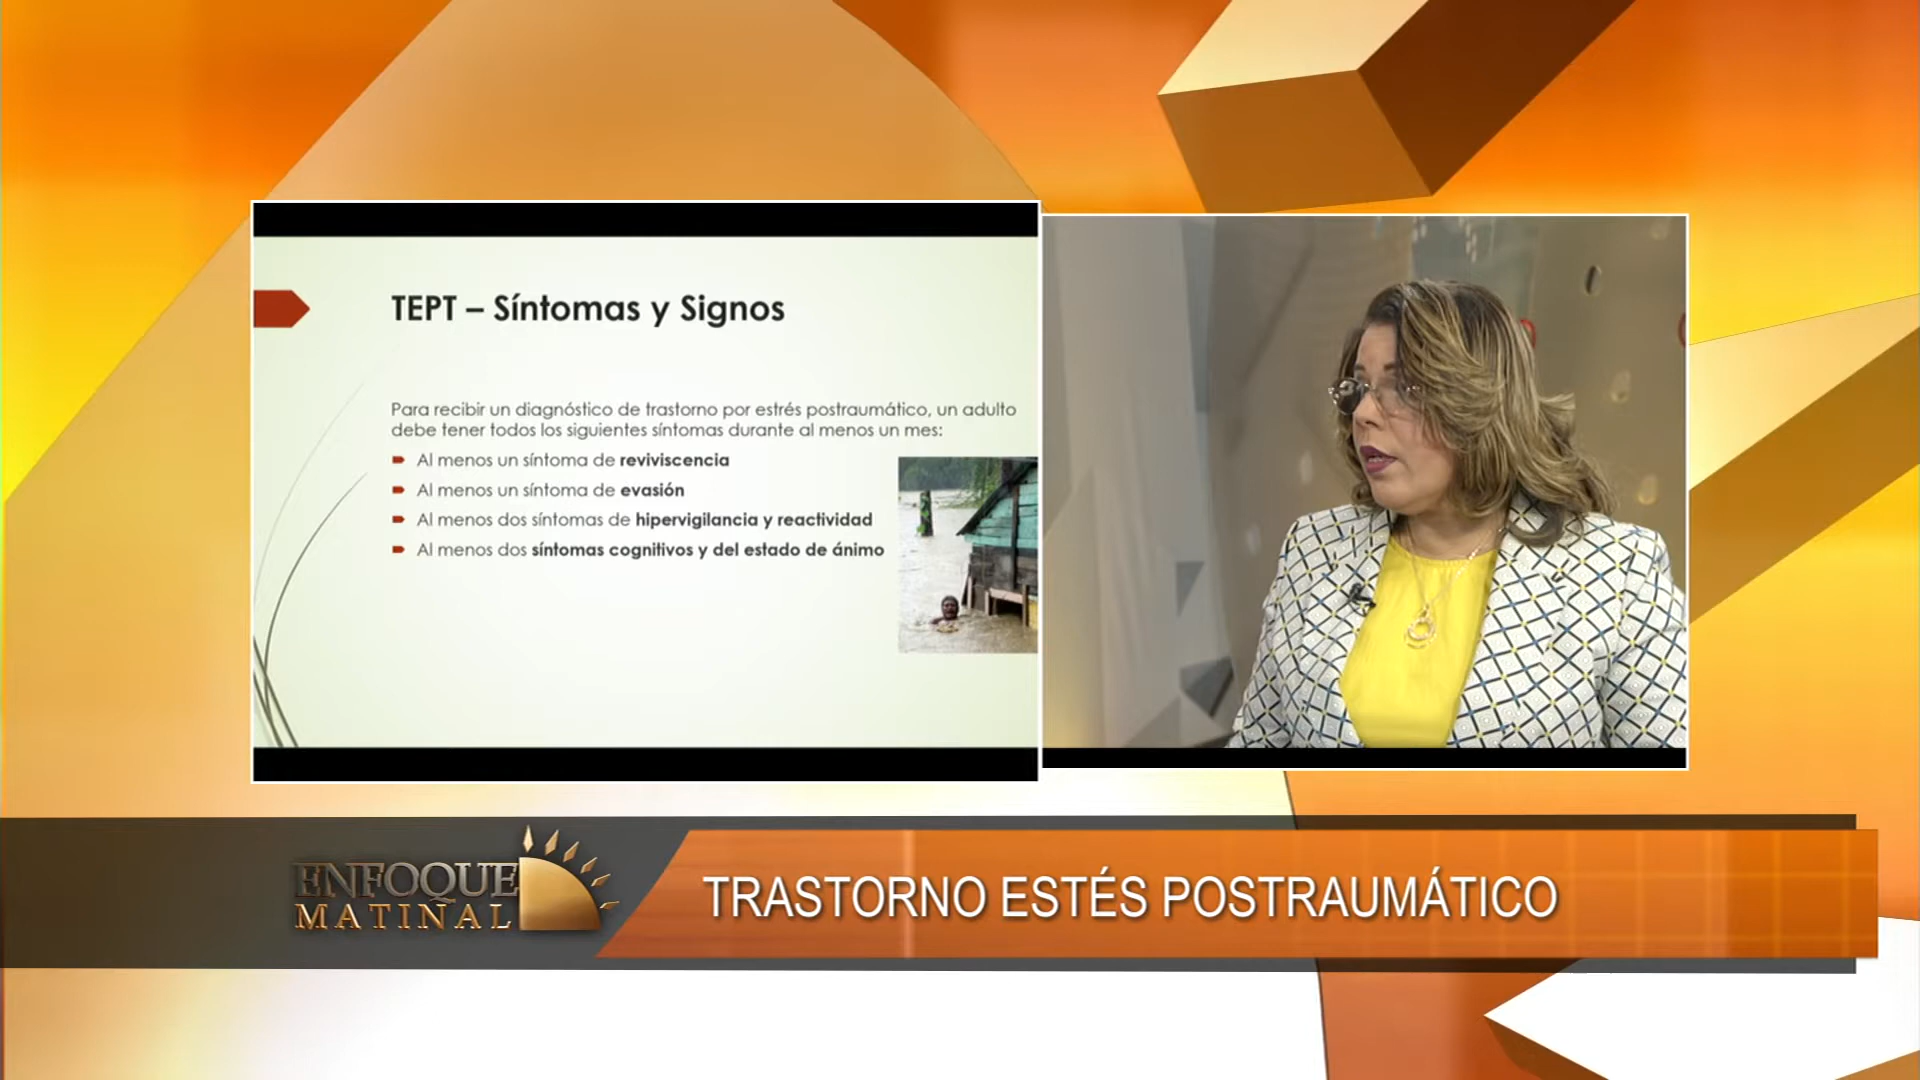 TEPT – Síntomas y Signos
Para recibir un diagnóstico de trastorno por estrés postraumático, un adulto
debe tener todos los siguientes síntomas durante al menos un mes:
Al menos un síntoma de reviviscencia
Al menos un síntoma de evasión
Al menos dos síntomas de hipervigilancia y reactividad
Al menos dos síntomas cognitivos y del estado de ánimo
ENFOQUE
MATINAL
TRASTORNO ESTÉS POSTRAUMÁTICO